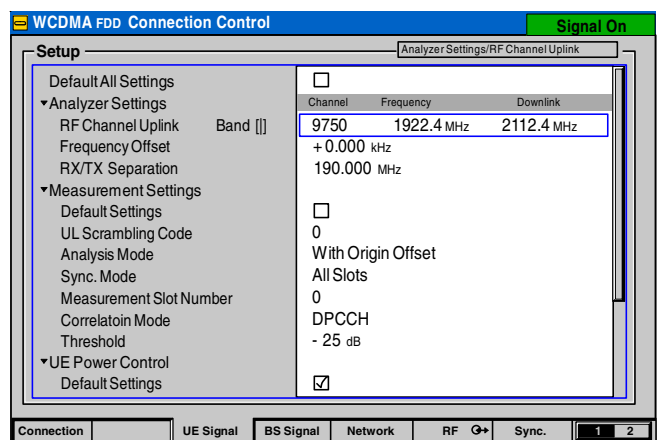 WCDMA FDD Connection Control
Signal On
Setup
Analyzer Settings/RF Channel Uplink
Default All Settings
Analyzer Settings
Channel Frequency Downlink
RF Channel Uplink Band [|] 9750 1922.4 MHz 2112.4 MHz
Frequency Offset + 0.000 kHz
RX/TX Separation 190.000 MHz
Measurement Settings
Default Settings
UL Scrambling Code 0
Analysis Mode With Origin Offset
Sync. Mode All Slots
Measurement Slot Number 0
Correlatoin Mode DPCCH
Threshold - 25 dB
UE Power Control
Default Settings
Connection UE Signal BS Signal Network RF Sync. 1 2